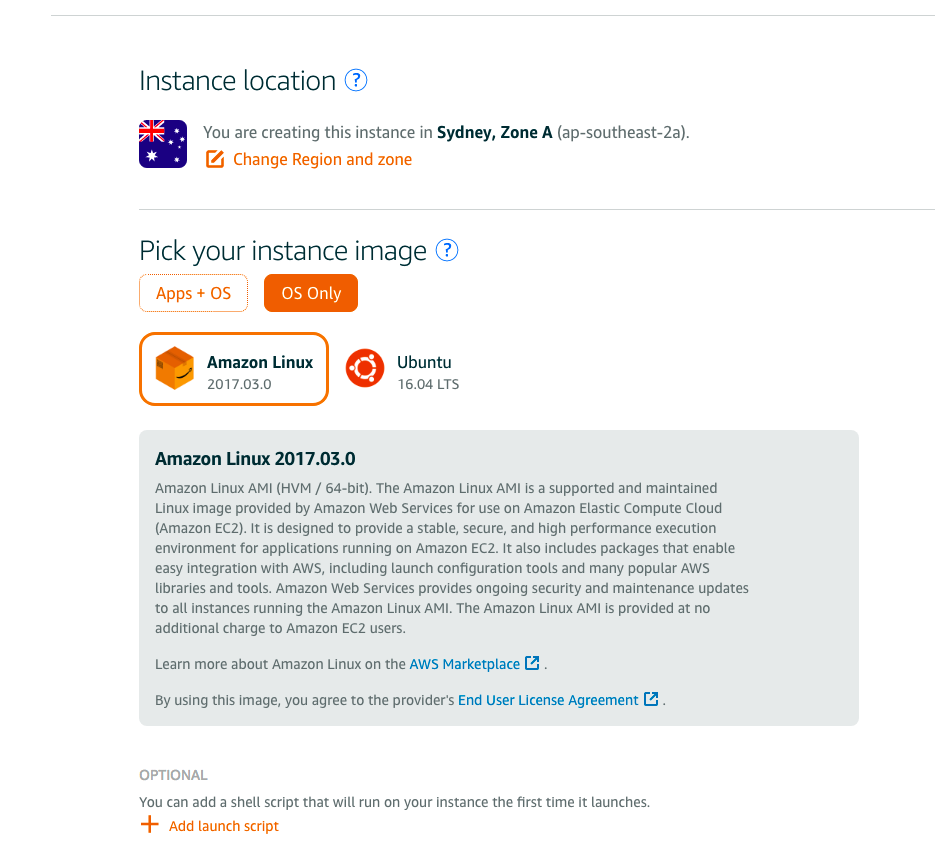 Instance location ?
You are creating this instance in Sydney, Zone A (ap-southeast-2a).
Change Region and zone
Pick your instance image ?
Apps + OS OS Only
Amazon Linux
2017.03.0
Ubuntu
16.04 LTS
Amazon Linux 2017.03.0
Amazon Linux AMI (HVM / 64-bit). The Amazon Linux AMI is a supported and maintained
Linux image provided by Amazon Web Services for use on Amazon Elastic Compute Cloud
(Amazon EC2). It is designed to provide a stable, secure, and high performance execution
environment for applications running on Amazon EC2. It also includes packages that enable
easy integration with AWS, including launch configuration tools and many popular AWS
libraries and tools. Amazon Web Services provides ongoing security and maintenance updates
to all instances running the Amazon Linux AMI. The Amazon Linux AMI is provided at no
additional charge to Amazon EC2 users.
Learn more about Amazon Linux on the AWS Marketplace .
By using this image, you agree to the provider's End User License Agreement .
OPTIONAL
You can add a shell script that will run on your instance the first time it launches.
Add launch script